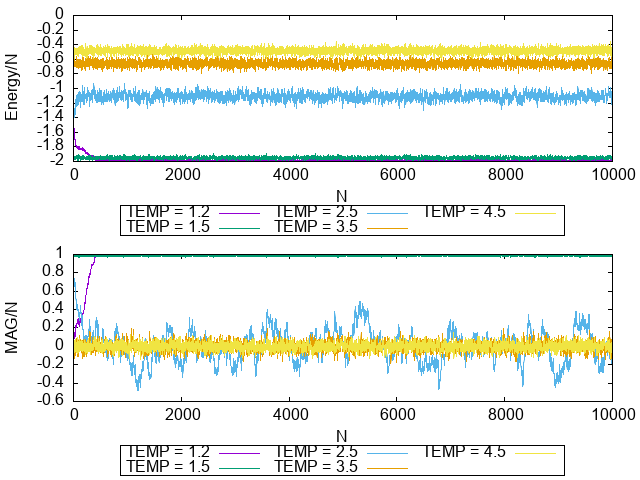 0
-0.2
-0.4
-0.6
-0.8
-1
-1.2
-1.4
-1.6
-1.8
-2
Energy/N
0 2000 4000 6000 8000 10000
N
TEMP = 1.2 TEMP = 2.5 TEMP = 4.5
TEMP = 1.5 TEMP = 3.5
1
0.8
0.6
0.4
0.2
0
-0.2
-0.4
-0.6
MAG/N
0 2000 4000 6000 8000 10000
N
TEMP = 1.2 TEMP = 2.5 TEMP = 4.5
TEMP = 1.5 TEMP = 3.5